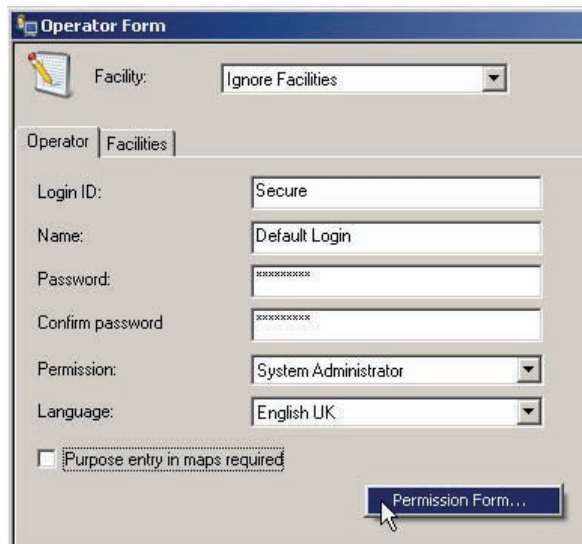 Operator Form
Facility: Ignore Facilities
Operator Facilities
Login ID: Secure
Name: Default Login
Password: *********
Confirm password *********
Permission: System Administrator
Language: English UK
Purpose entry in maps required
Permission Form...